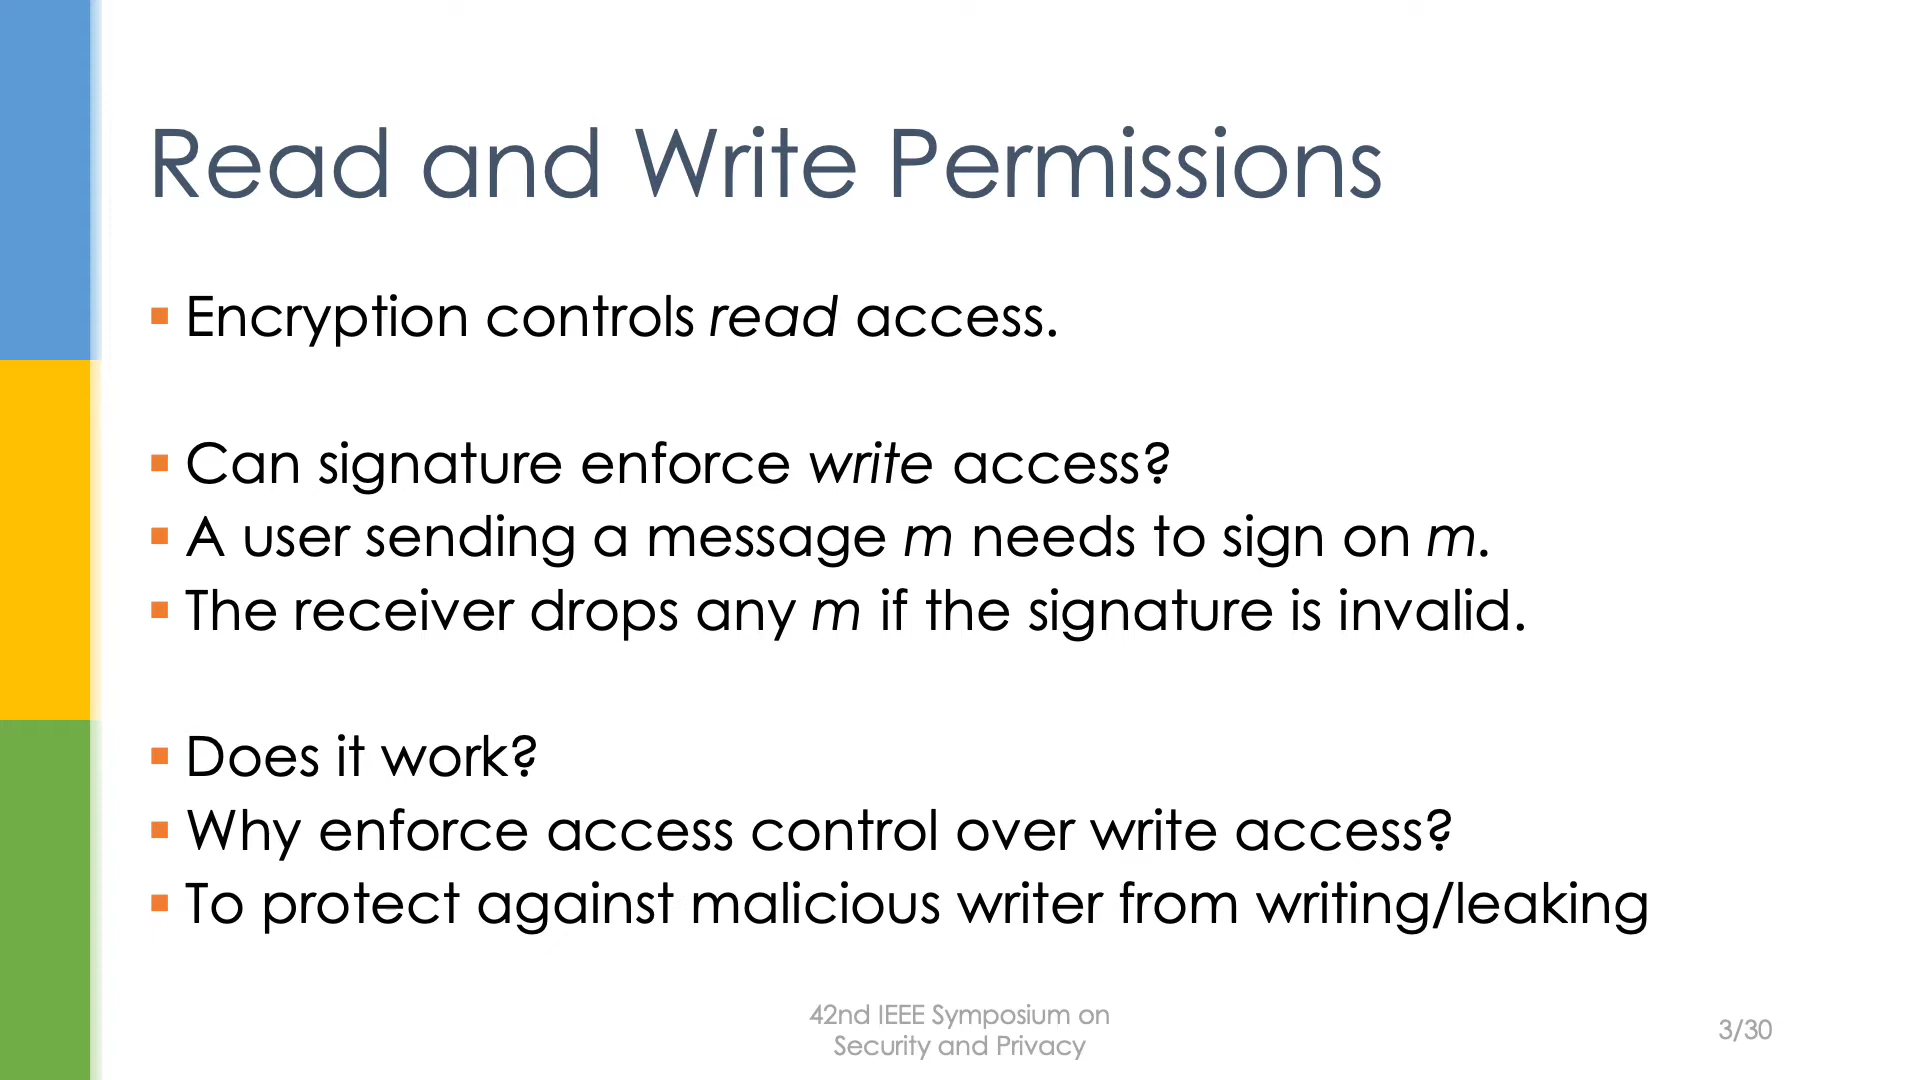 Read and Write Permissions
Encryption controls read access.
Can signature enforce write access?
A user sending a message m needs to sign on m.
The receiver drops any m if the signature is invalid.
Does it work?
Why enforce access control over write access?
To protect against malicious writer from writing/leaking
42nd IEEE Symposium on
Security and Privacy
3/30